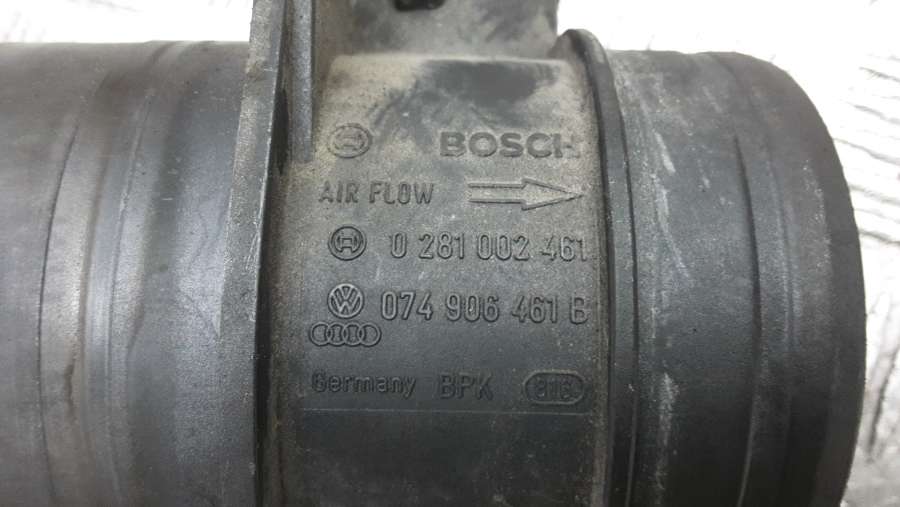 BOSCH
AIR FLOW
0 281 002 461
074 906 461 B
Germany BPK 816